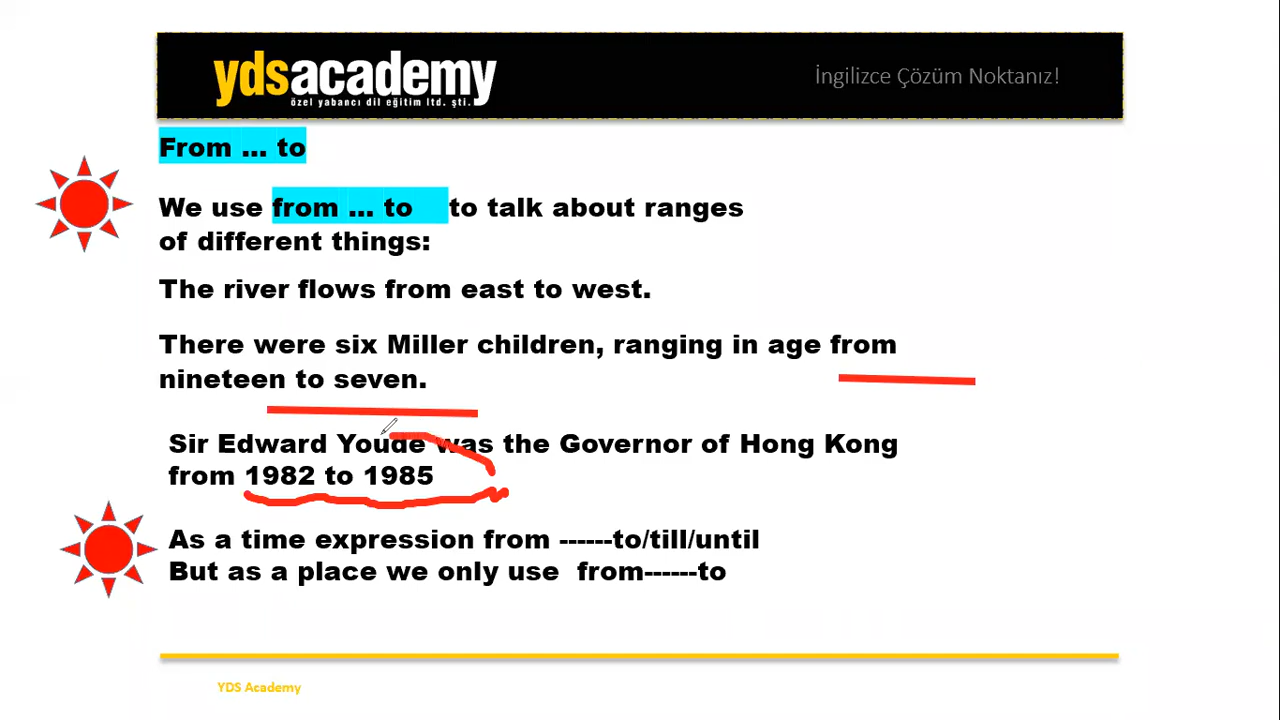 ydsacademy
özel yabancı dil eğitim ltd. şti.
İngilizce Çözüm Noktanız!
From ... to
We use from ... to to talk about ranges
of different things:
The river flows from east to west.
There were six Miller children, ranging in age from
nineteen to seven.
Sir Edward Youde was the Governor of Hong Kong
from 1982 to 1985
As a time expression from ------to/till/until
But as a place we only use from------to
YDS Academy